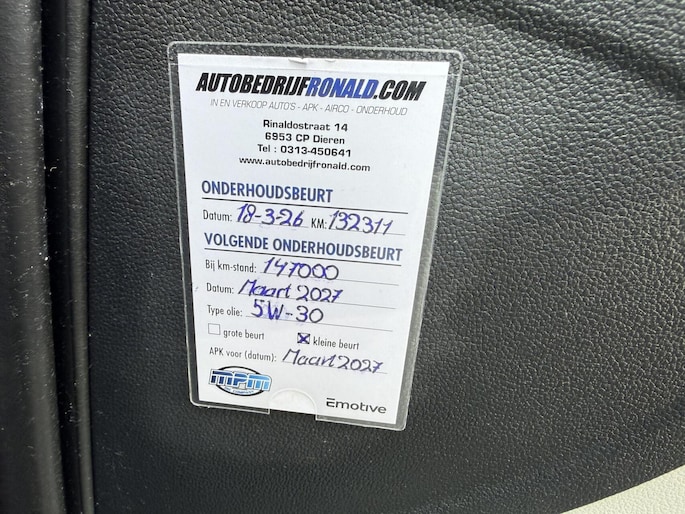 AUTOBEDRIJFRONALD.COM
IN EN VERKOOP AUTO'S - APK - AIRCO - ONDERHOUD
Rinaldostraat 14
6953 CP Dieren
Tel : 0313-450641
www.autobedrijfronald.com
ONDERHOUDSBEURT
Datum: 18-3-26 KM: 132311
VOLGENDE ONDERHOUDSBEURT
Bij km-stand: 147000
Datum: Maart 2027
Type olie: 5W-30
grote beurt kleine beurt
APK voor (datum): Maart 2027
MPM
Emotive